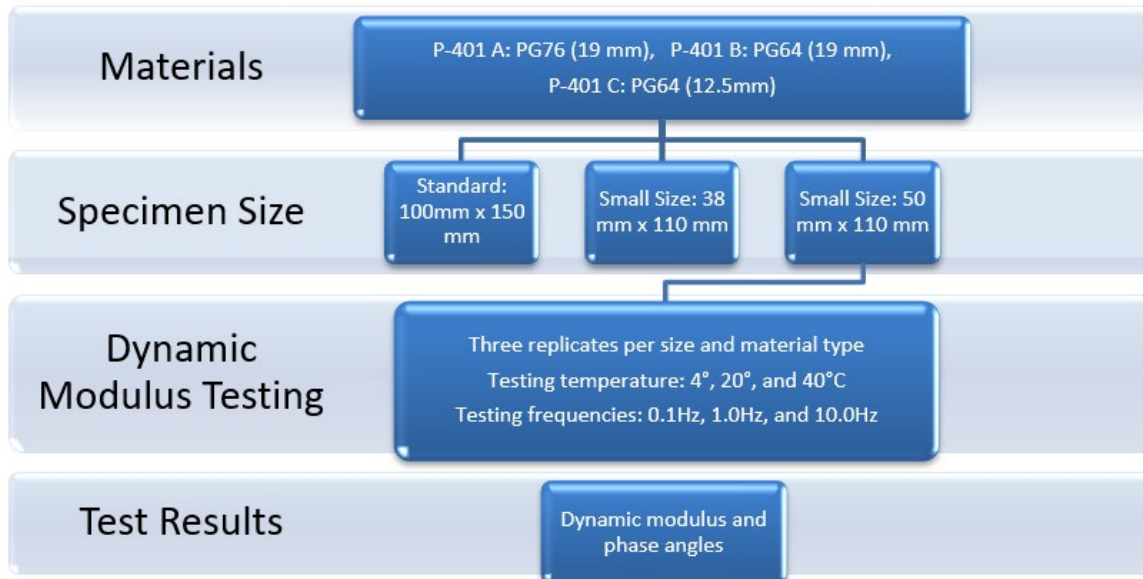 Materials
P-401 A: PG76 (19 mm), P-401 B: PG64 (19 mm),
P-401 C: PG64 (12.5mm)
Specimen Size
Standard:
100mm x 150
mm
Small Size: 38
mm x 110 mm
Small Size: 50
mm x 110 mm
Dynamic
Modulus Testing
Three replicates per size and material type
Testing temperature: 4°, 20°, and 40°C
Testing frequencies: 0.1Hz, 1.0Hz, and 10.0Hz
Test Results
Dynamic modulus and
phase angles